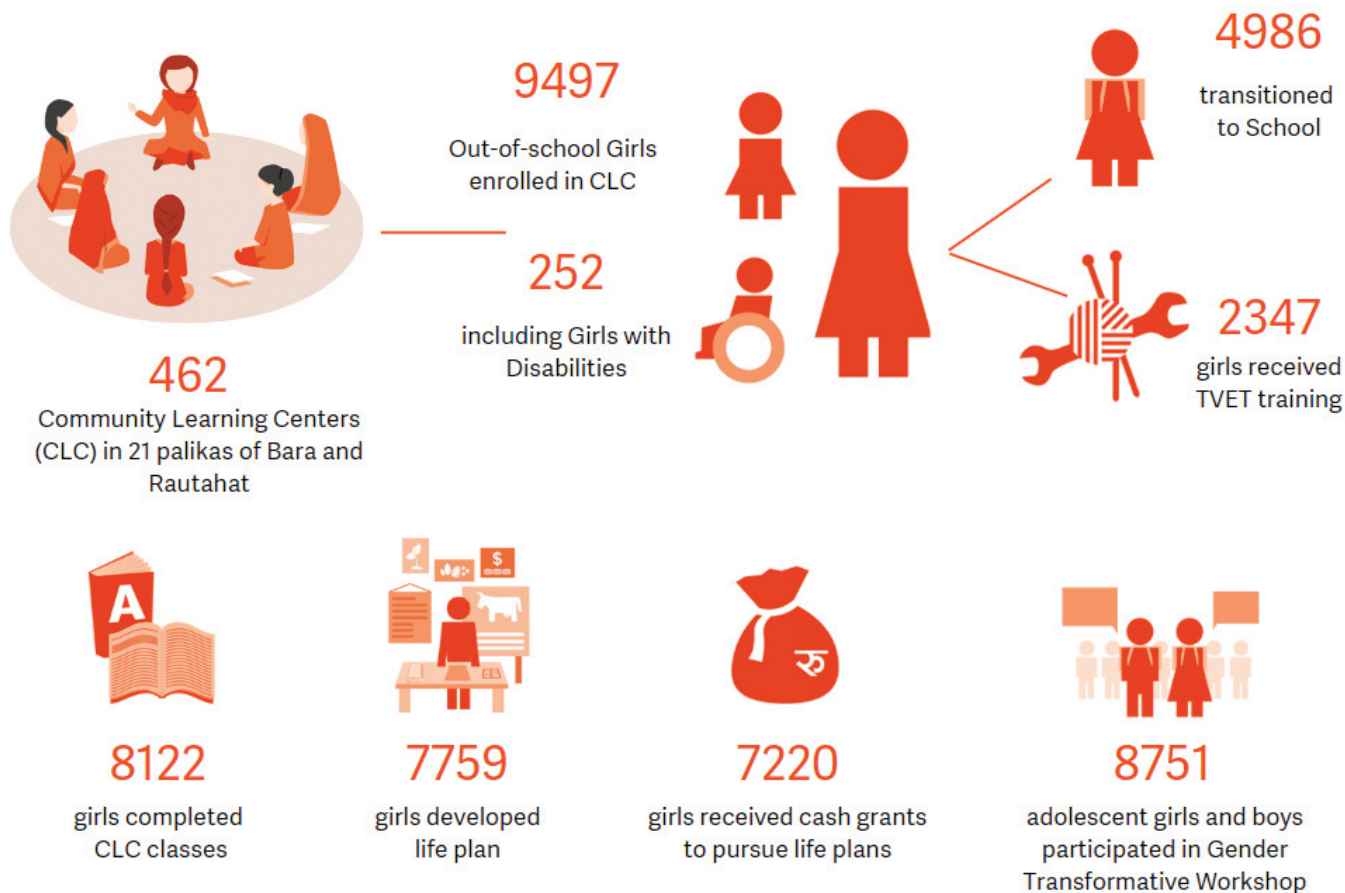 9497
Out-of-school Girls
enrolled in CLC
252
including Girls with
Disabilities
4986
transitioned
to School
2347
girls received
TVET training
462
Community Learning Centers
(CLC) in 21 palikas of Bara and
Rautahat
A
$
रु
8122
girls completed
CLC classes
7759
girls developed
life plan
7220
girls received cash grants
to pursue life plans
8751
adolescent girls and boys
participated in Gender
Transformative Workshop